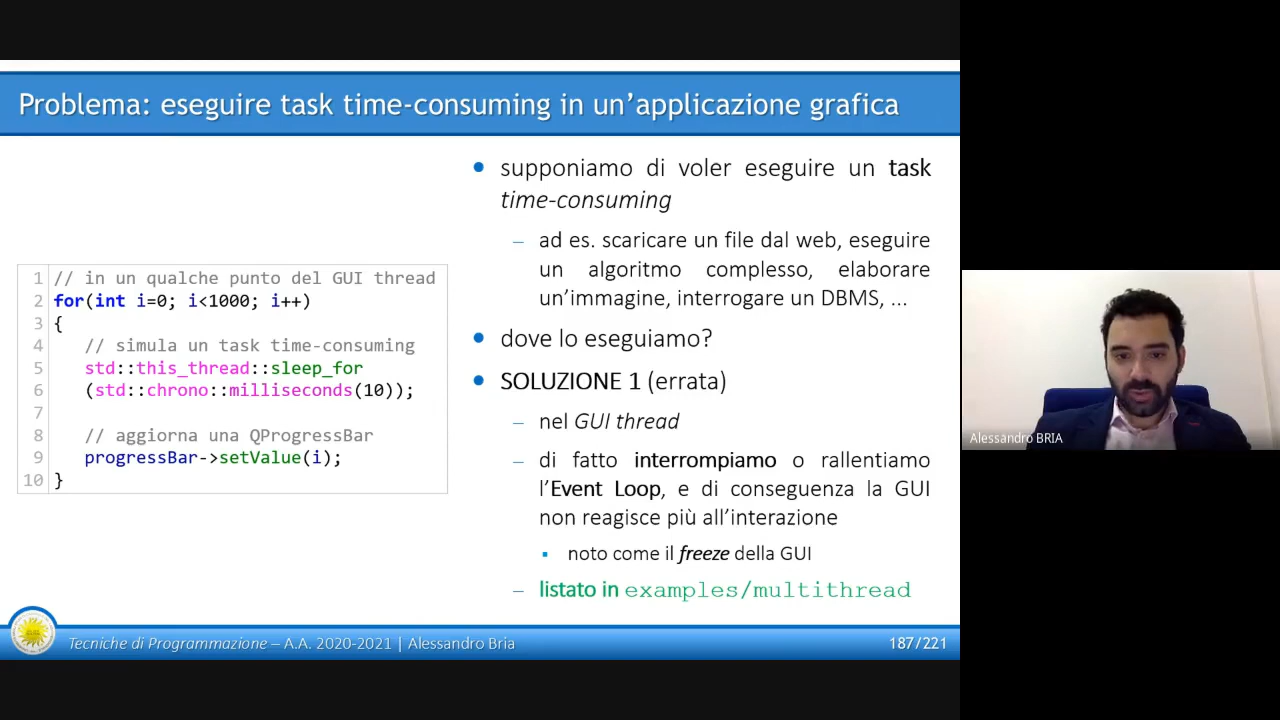 Problema: eseguire task time-consuming in un'applicazione grafica
1 // in un qualche punto del GUI thread
2 for(int i=0; i<1000; i++)
3 {
4 // simula un task time-consuming
5 std::this_thread::sleep_for
6 (std::chrono::milliseconds(10));
7
8 // aggiorna una QProgressBar
9 progressBar->setValue(i);
10 }
• supponiamo di voler eseguire un task
time-consuming
– ad es. scaricare un file dal web, eseguire
un algoritmo complesso, elaborare
un'immagine, interrogare un DBMS, ...
• dove lo eseguiamo?
• SOLUZIONE 1 (errata)
– nel GUI thread
– di fatto interrompiamo o rallentiamo
l'Event Loop, e di conseguenza la GUI
non reagisce più all'interazione
▪ noto come il freeze della GUI
– listato in examples/multithread
Tecniche di Programmazione – A.A. 2020-2021 | Alessandro Bria
187/221
Alessandro BRIA